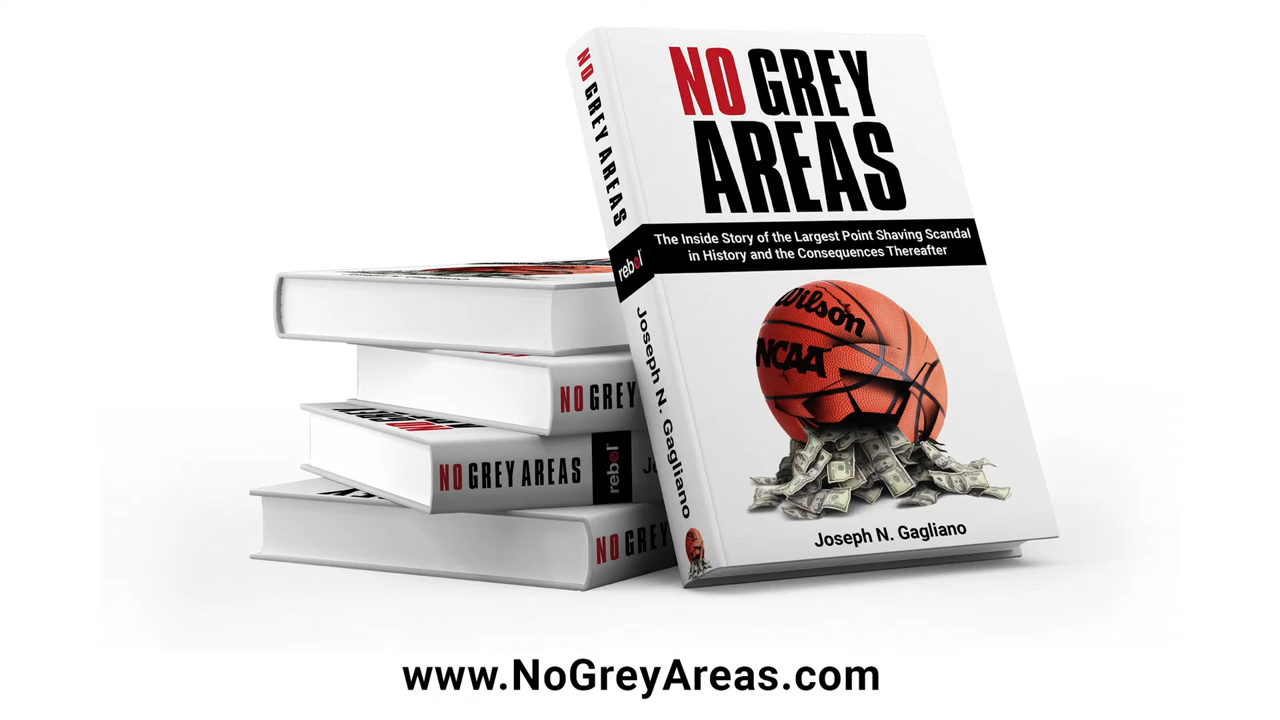 NO GREY
AREAS
The Inside Story of the Largest Point Shaving Scandal
in History and the Consequences Thereafter
Wilson
NCAA
Joseph N. Gagliano
NO GREY AREAS
rebel
Joseph N. Gagliano
NO GREY
NO GREY AREAS
rebel
NO GREY
www.NoGreyAreas.com